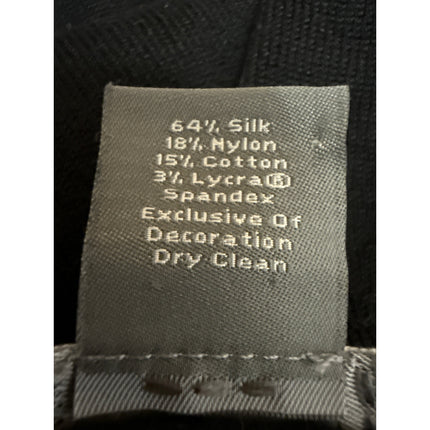 64% Silk
18% Nylon
15% Cotton
3% Lycra®
Spandex
Exclusive Of
Decoration
Dry Clean